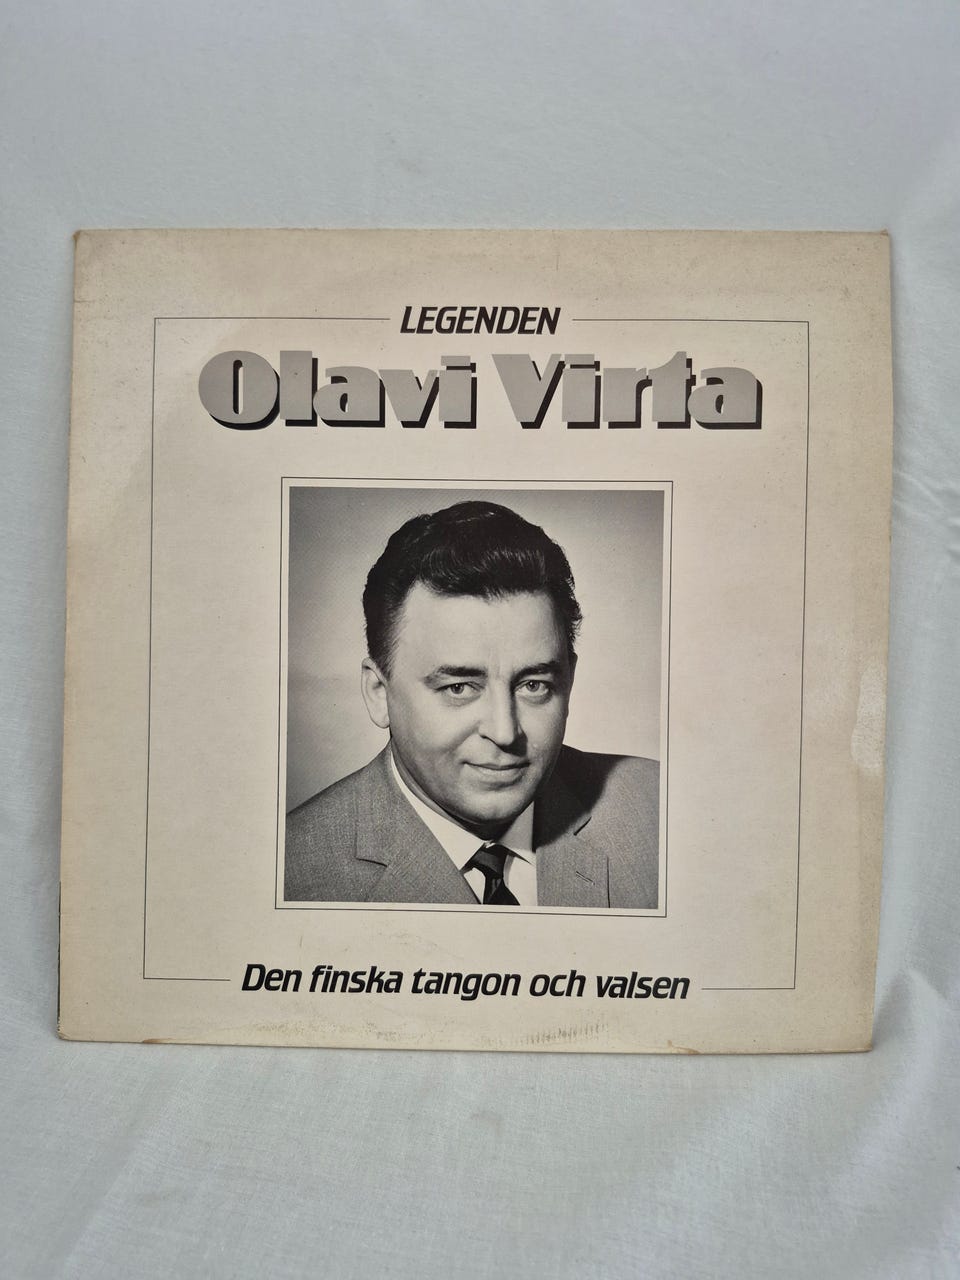 LEGENDEN
Olavi Virta
Den finska tangon och valsen